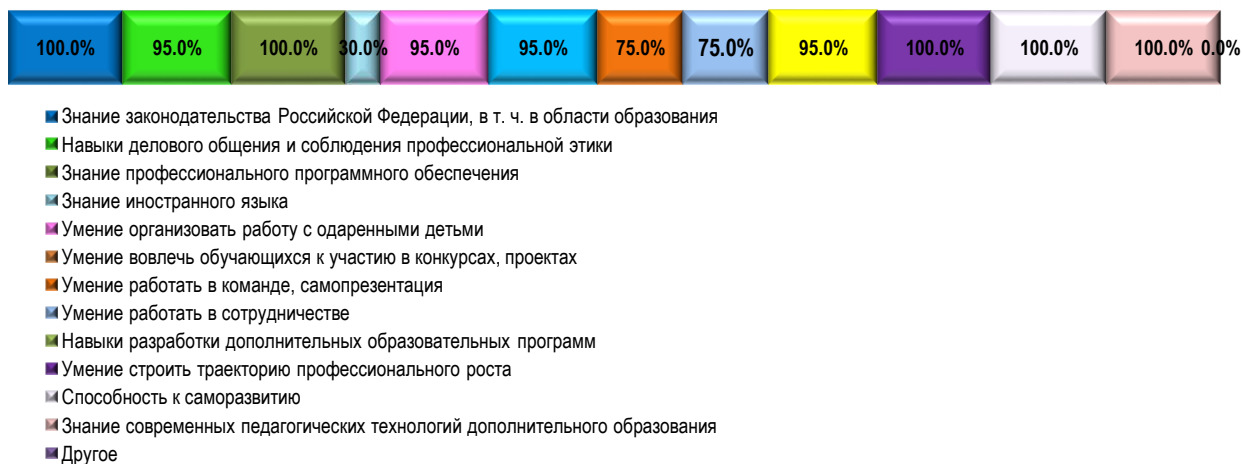 100.0% 95.0% 100.0% 30.0% 95.0% 95.0% 75.0% 75.0% 95.0% 100.0% 100.0% 100.0% 0.0%
Знание законодательства Российской Федерации, в т. ч. в области образования
Навыки делового общения и соблюдения профессиональной этики
Знание профессионального программного обеспечения
Знание иностранного языка
Умение организовать работу с одаренными детьми
Умение вовлечь обучающихся к участию в конкурсах, проектах
Умение работать в команде, самопрезентация
Умение работать в сотрудничестве
Навыки разработки дополнительных образовательных программ
Умение строить траекторию профессионального роста
Способность к саморазвитию
Знание современных педагогических технологий дополнительного образования
Другое